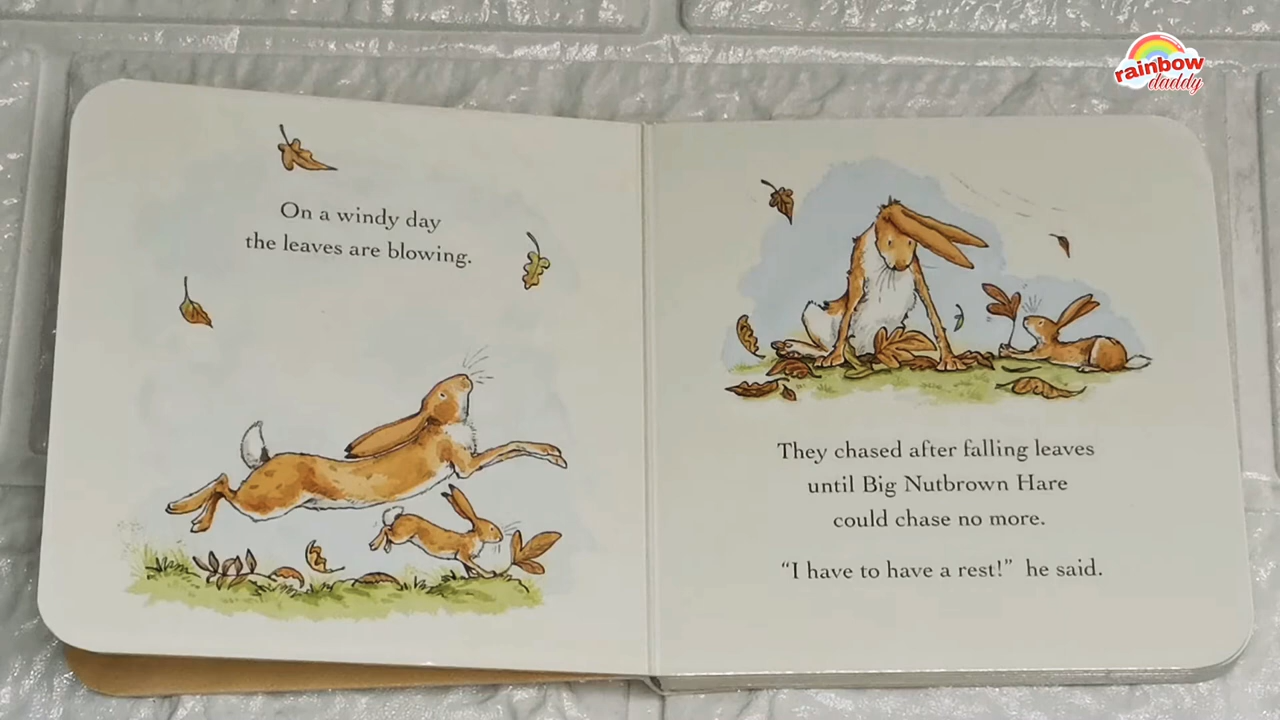 rainbow
daddy
On a windy day
the leaves are blowing.
They chased after falling leaves
until Big Nutbrown Hare
could chase no more.
“I have to have a rest!” he said.